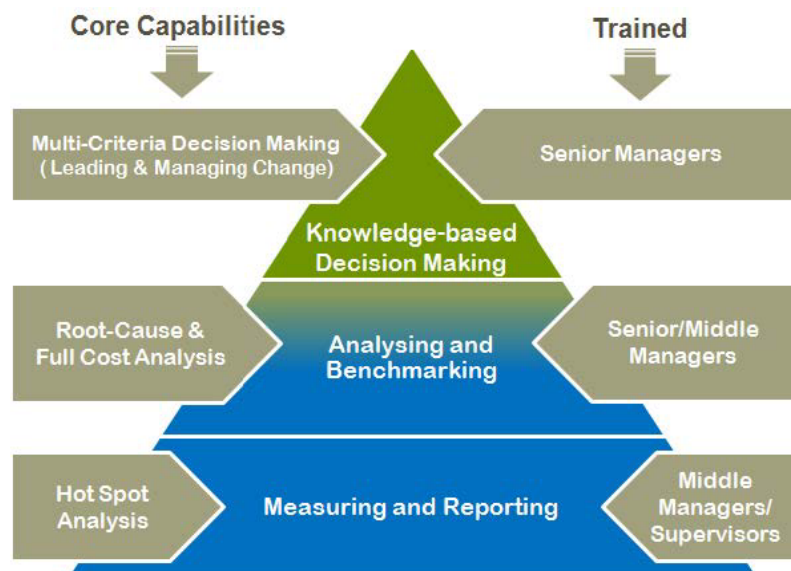 Core Capabilities
Trained
Multi-Criteria Decision Making
( Leading & Managing Change)
Senior Managers
Knowledge-based
Decision Making
Root-Cause &
Full Cost Analysis
Analysing and
Benchmarking
Senior/Middle
Managers
Hot Spot
Analysis
Measuring and Reporting
Middle
Managers/
Supervisors